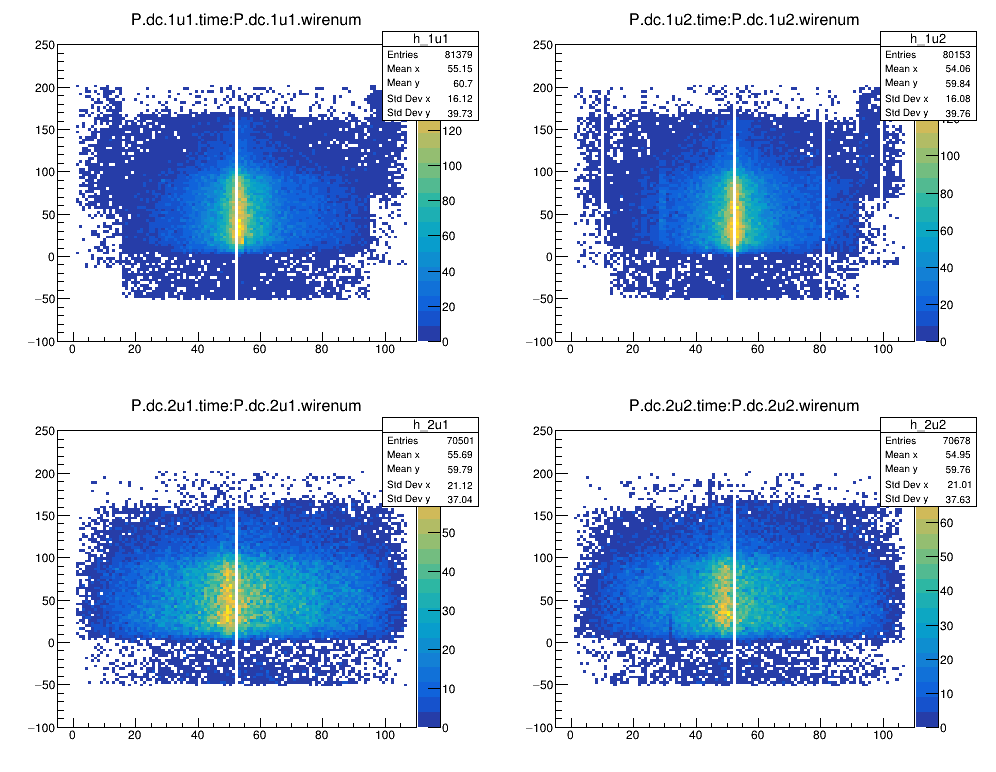 P.dc.1u1.time:P.dc.1u1.wirenum
h_1u1
Entries 81379
Mean x 55.15
Mean y 60.7
Std Dev x 16.12
Std Dev y 39.73
250
200
150
100
50
0
−50
−100
0 20 40 60 80 100
120
100
80
60
40
20
0
P.dc.1u2.time:P.dc.1u2.wirenum
h_1u2
Entries 80153
Mean x 54.06
Mean y 59.84
Std Dev x 16.08
Std Dev y 39.76
250
200
150
100
50
0
−50
−100
0 20 40 60 80 100
120
100
80
60
40
20
0
P.dc.2u1.time:P.dc.2u1.wirenum
h_2u1
Entries 70501
Mean x 55.69
Mean y 59.79
Std Dev x 21.12
Std Dev y 37.04
250
200
150
100
50
0
−50
−100
0 20 40 60 80 100
50
40
30
20
10
0
P.dc.2u2.time:P.dc.2u2.wirenum
h_2u2
Entries 70678
Mean x 54.95
Mean y 59.76
Std Dev x 21.01
Std Dev y 37.63
250
200
150
100
50
0
−50
−100
0 20 40 60 80 100
60
50
40
30
20
10
0